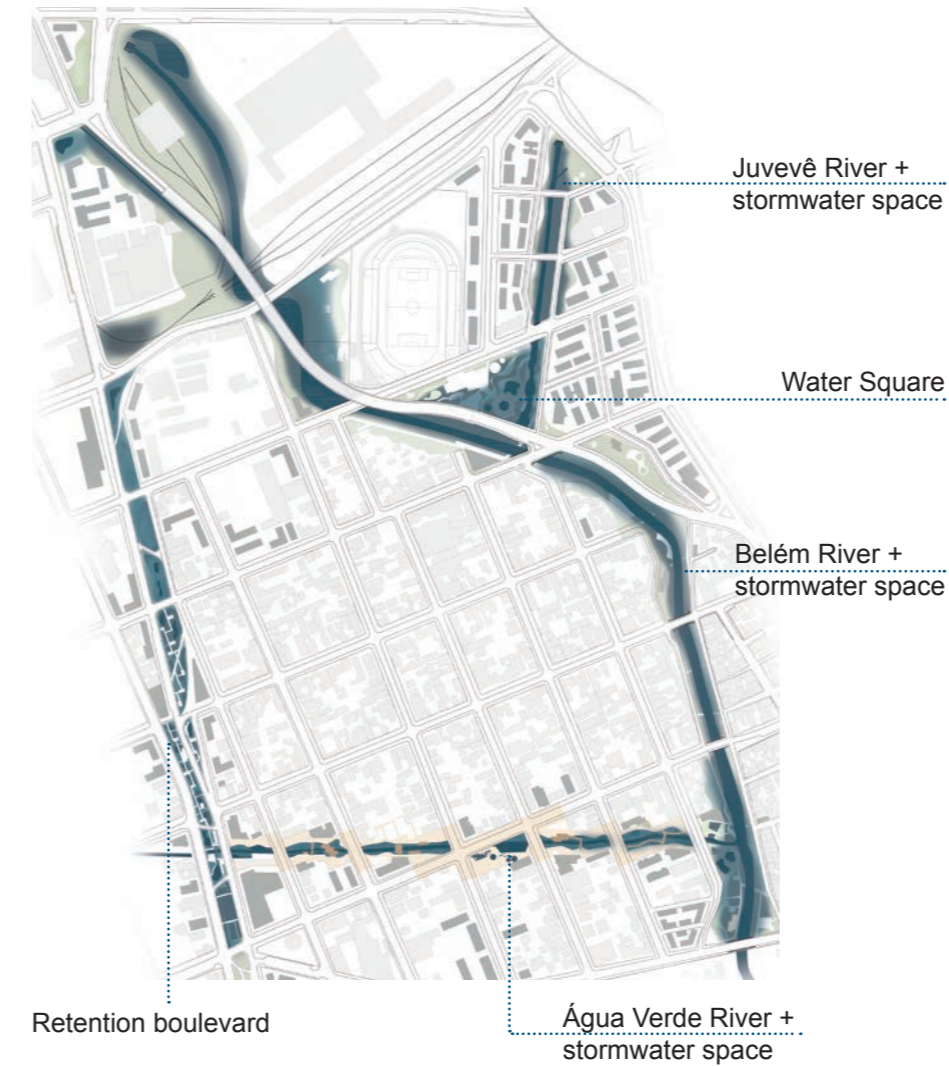 Juvevê River +
stormwater space
Water Square
Belém River +
stormwater space
Retention boulevard
Água Verde River +
stormwater space